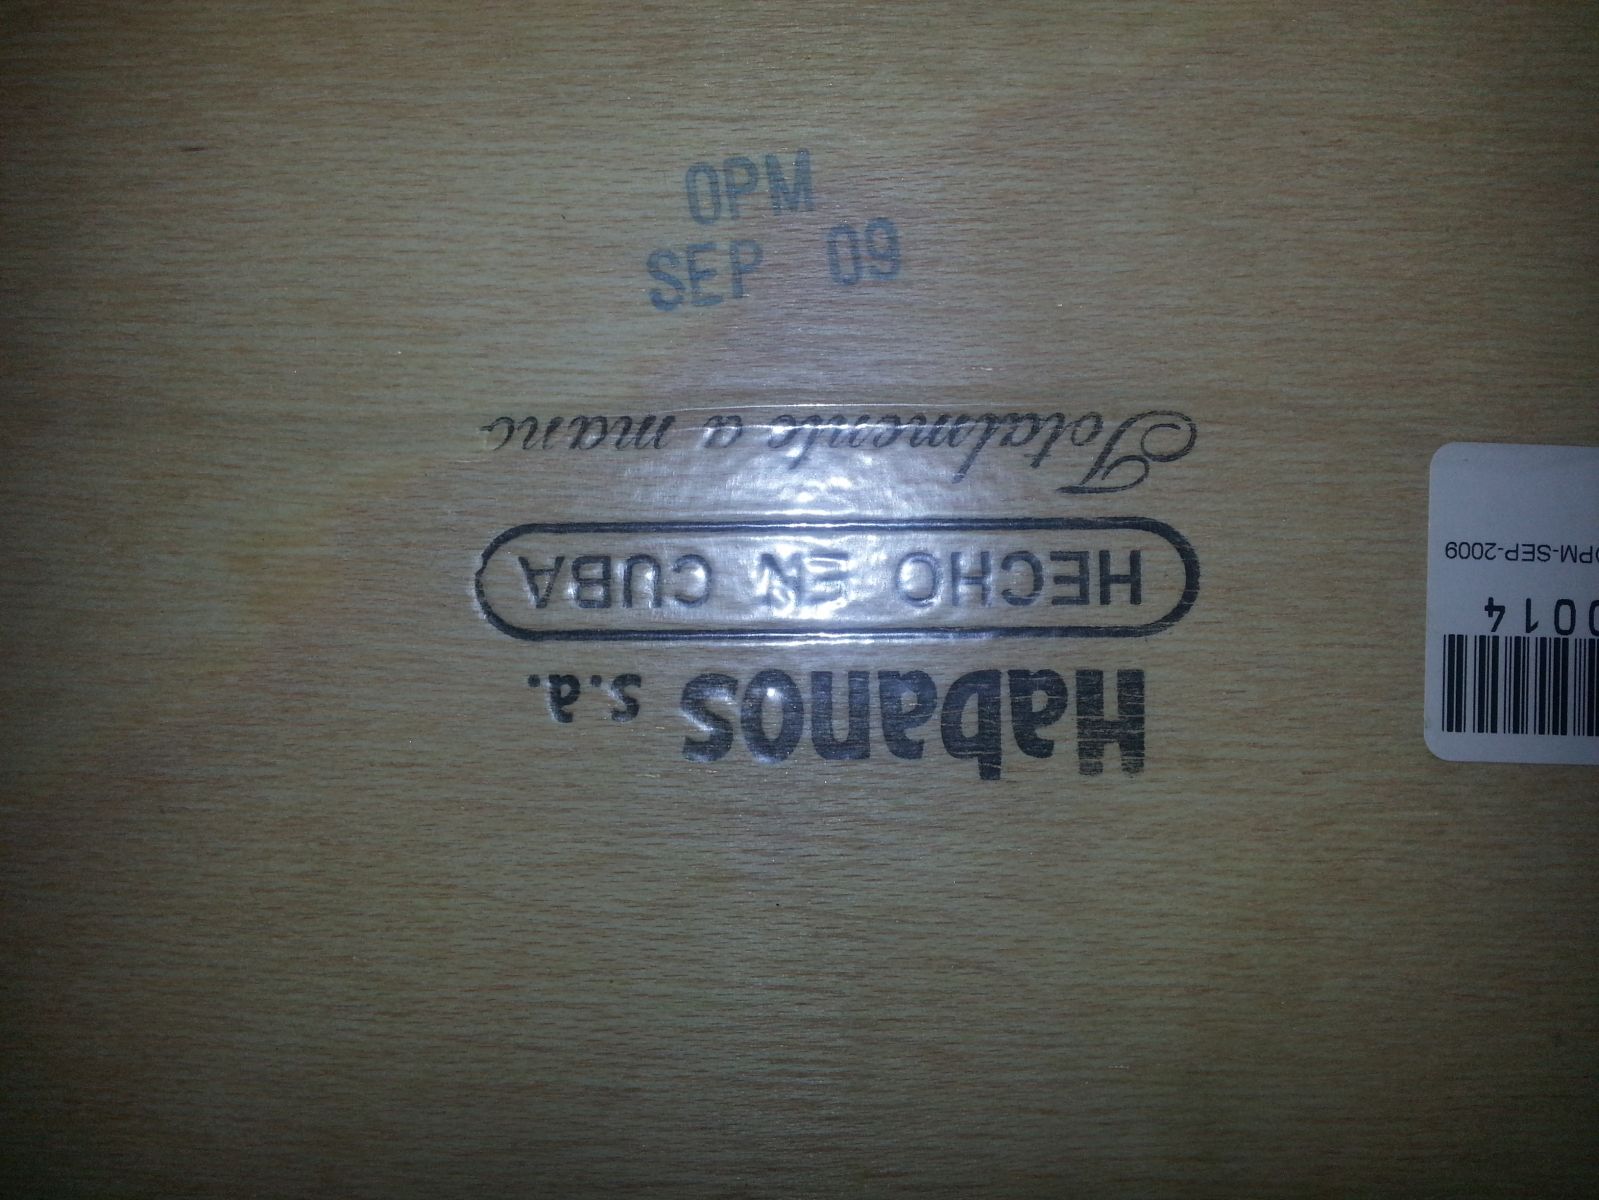 OPM
SEP 09
Habanos s.a.
HECHO EN CUBA
Totalmente a mano
0014
OPM-SEP-2009